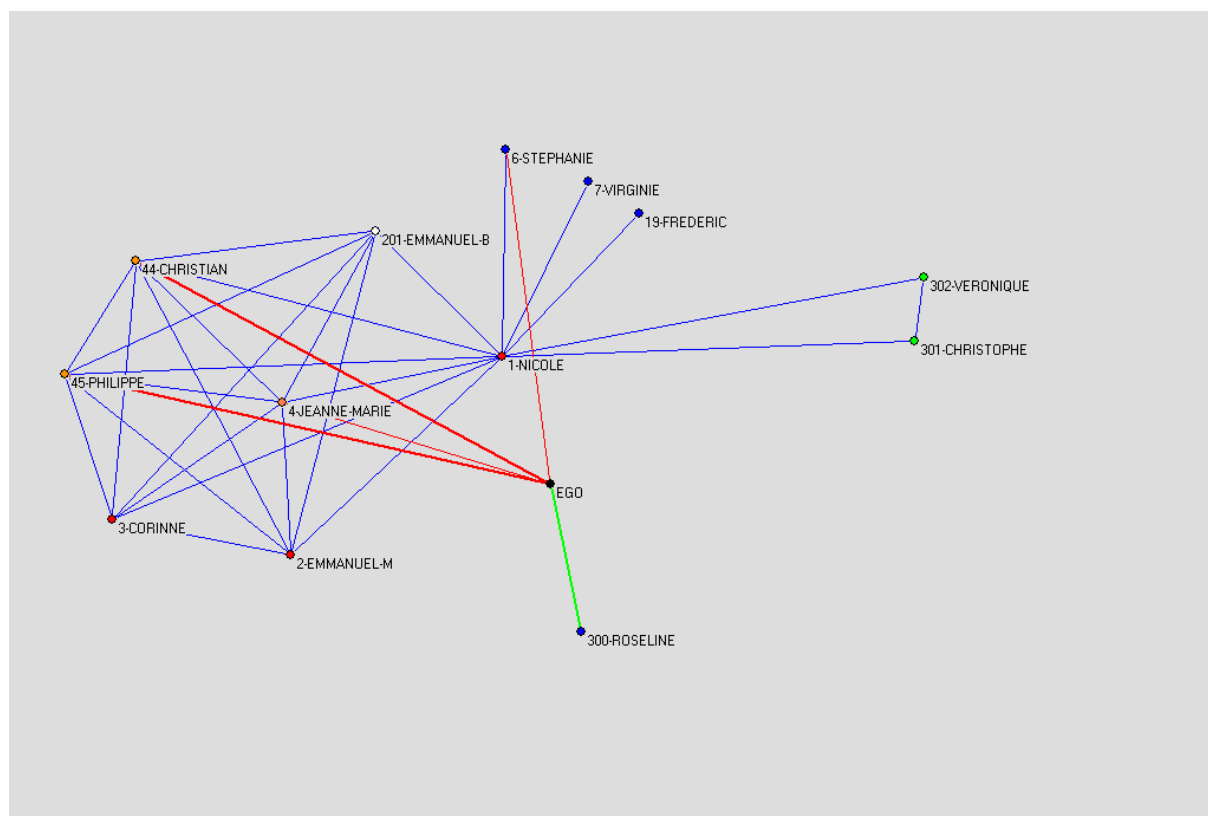 6-STEPHANIE
7-VIRGINIE
19-FREDERIC
201-EMMANUEL-B
44-CHRISTIAN
302-VERONIQUE
301-CHRISTOPHE
1-NICOLE
45-PHILIPPE
4-JEANNE-MARIE
EGO
3-CORINNE
2-EMMANUEL-M
300-ROSELINE